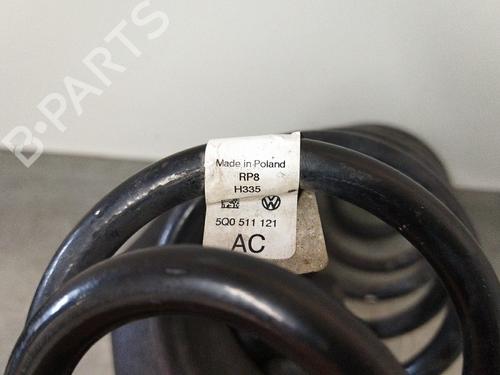 B-PARTS
Made in Poland
RP8
H335
5Q0 511 121
AC